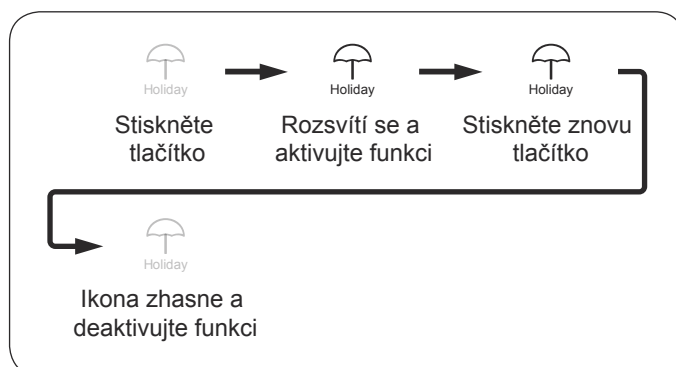 Holiday
Holiday
Holiday
Stiskněte
tlačítko
Rozsvítí se a
aktivujte funkci
Stiskněte znovu
tlačítko
Holiday
Ikona zhasne a
deaktivujte funkci